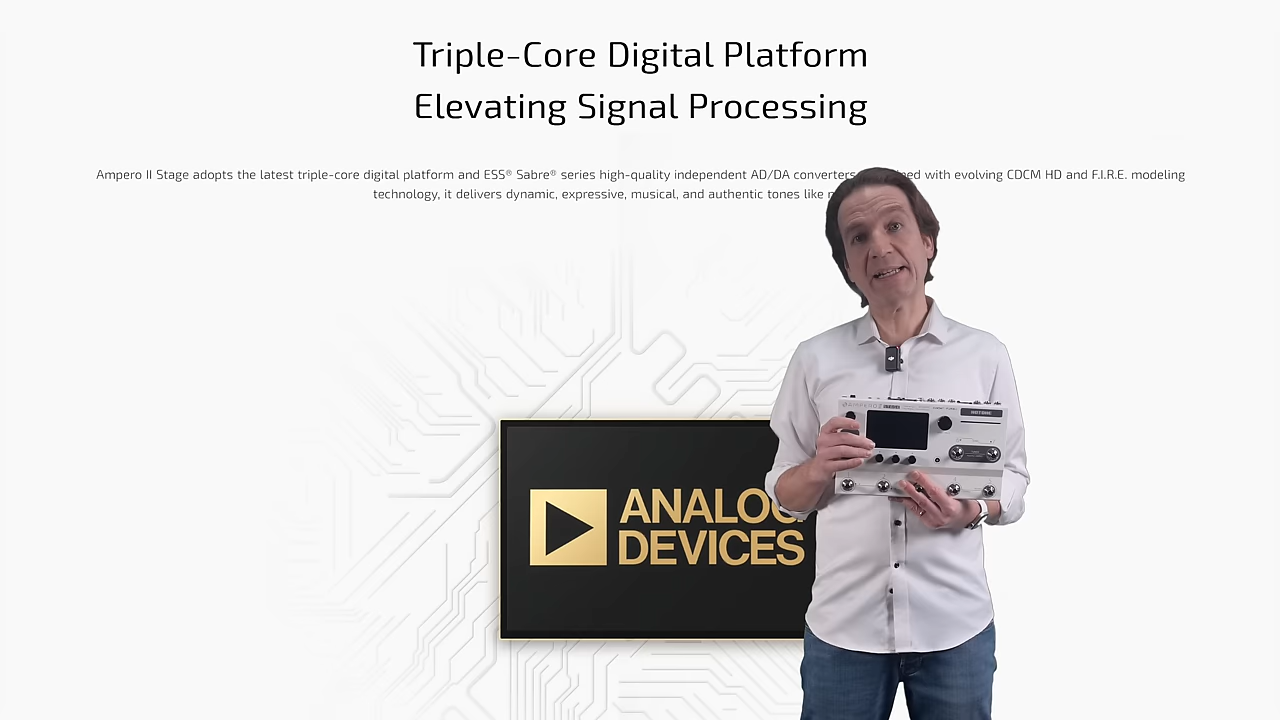 Triple-Core Digital Platform
Elevating Signal Processing
Ampero II Stage adopts the latest triple-core digital platform and ESS® Sabre® series high-quality independent AD/DA converters with evolving CDCM HD and F.I.R.E. modeling
technology, it delivers dynamic, expressive, musical, and authentic tones like
ANALOG
DEVICES
HOTONE